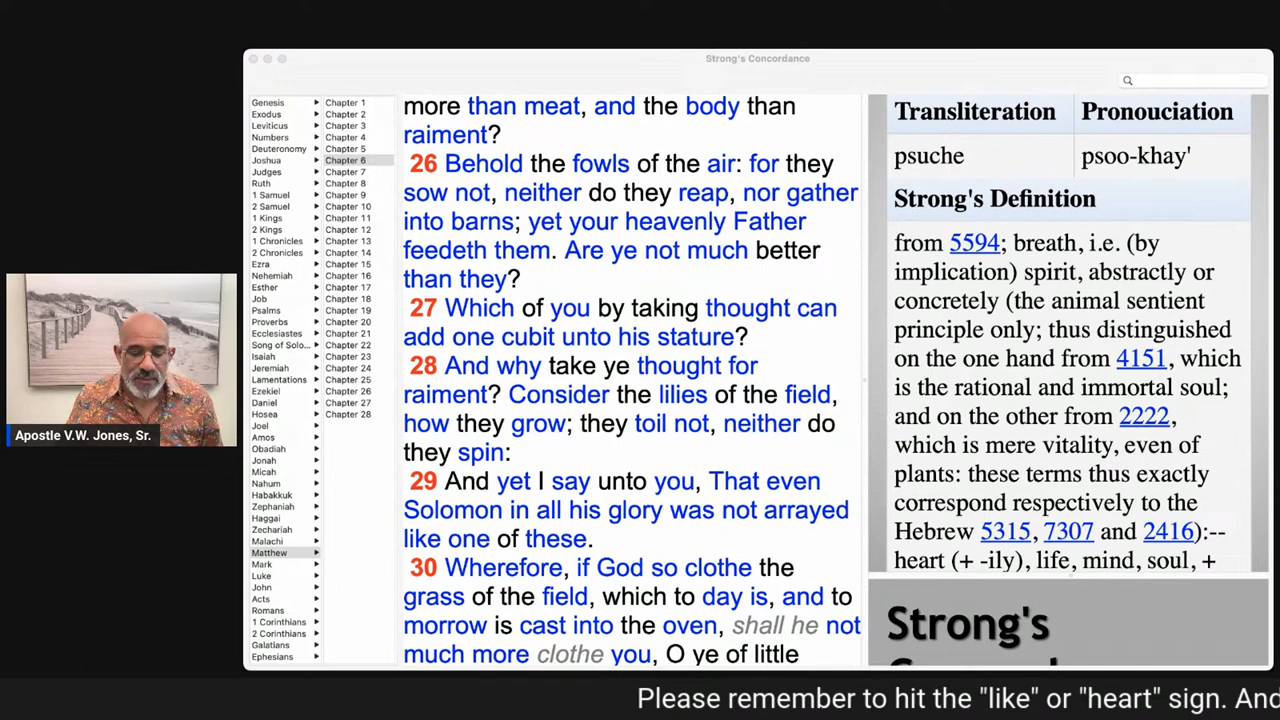 Strong's Concordance
Genesis
Exodus
Leviticus
Numbers
Deuteronomy
Joshua
Judges
Ruth
1 Samuel
2 Samuel
1 Kings
2 Kings
1 Chronicles
2 Chronicles
Ezra
Nehemiah
Esther
Job
Psalms
Proverbs
Ecclesiastes
Song of Solo...
Isaiah
Jeremiah
Lamentations
Ezekiel
Daniel
Hosea
Joel
Amos
Obadiah
Jonah
Micah
Nahum
Habakkuk
Zephaniah
Haggai
Zechariah
Malachi
Matthew
Mark
Luke
John
Acts
Romans
1 Corinthians
2 Corinthians
Galatians
Ephesians
Chapter 1
Chapter 2
Chapter 3
Chapter 4
Chapter 5
Chapter 6
Chapter 7
Chapter 8
Chapter 9
Chapter 10
Chapter 11
Chapter 12
Chapter 13
Chapter 14
Chapter 15
Chapter 16
Chapter 17
Chapter 18
Chapter 19
Chapter 20
Chapter 21
Chapter 22
Chapter 23
Chapter 24
Chapter 25
Chapter 26
Chapter 27
Chapter 28
more than meat, and the body than
raiment?
26 Behold the fowls of the air: for they
sow not, neither do they reap, nor gather
into barns; yet your heavenly Father
feedeth them. Are ye not much better
than they?
27 Which of you by taking thought can
add one cubit unto his stature?
28 And why take ye thought for
raiment? Consider the lilies of the field,
how they grow; they toil not, neither do
they spin:
29 And yet I say unto you, That even
Solomon in all his glory was not arrayed
like one of these.
30 Wherefore, if God so clothe the
grass of the field, which to day is, and to
morrow is cast into the oven, shall he not
much more clothe you, O ye of little
Transliteration Pronouciation
psuche psoo-khay'
Strong's Definition
from 5594; breath, i.e. (by
implication) spirit, abstractly or
concretely (the animal sentient
principle only; thus distinguished
on the one hand from 4151, which
is the rational and immortal soul;
and on the other from 2222,
which is mere vitality, even of
plants: these terms thus exactly
correspond respectively to the
Hebrew 5315, 7307 and 2416):--
heart (+ -ily), life, mind, soul, +
Strong's
Apostle V.W. Jones, Sr.
Please remember to hit the "like" or "heart" sign. And